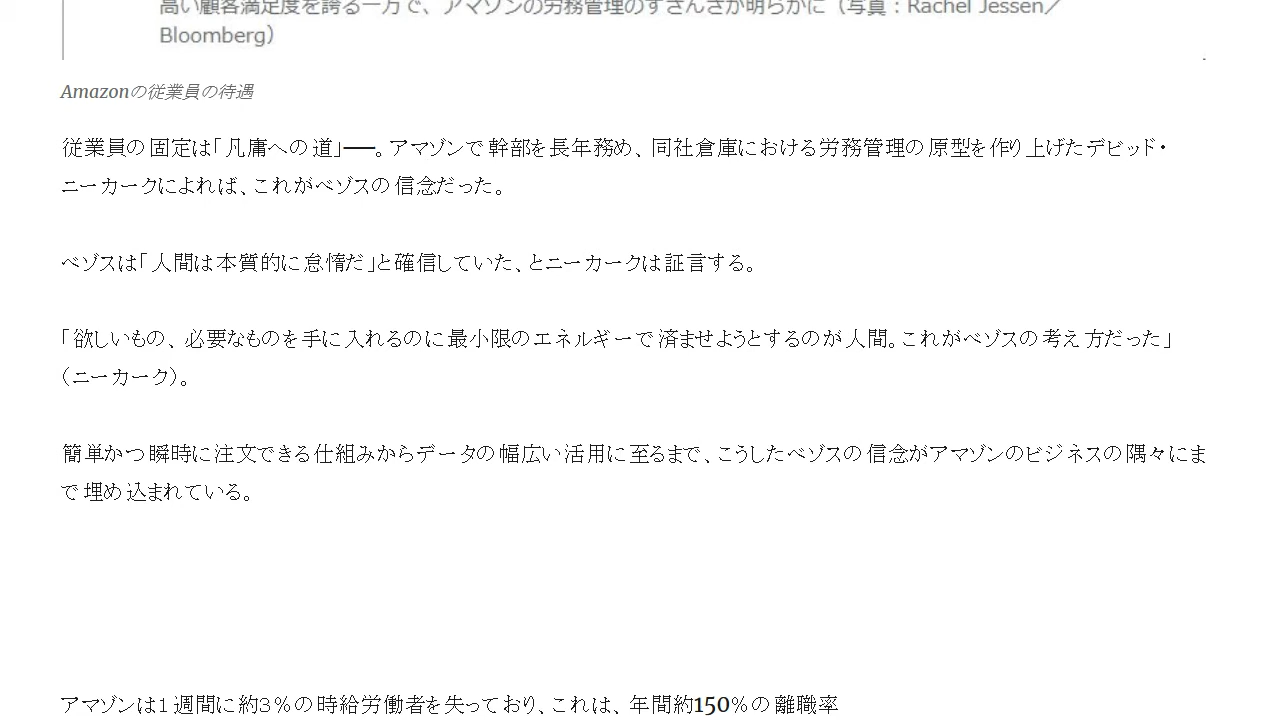 高い顧客満足度を誇る一方で、アマゾンの労務管理のずさんさが明らかに（写真：Rachel Jessen／
Bloomberg）
Amazonの従業員の待遇
従業員の固定は「凡庸への道」──。アマゾンで幹部を長年務め、同社倉庫における労務管理の原型を作り上げたデビッド・
ニーカークによれば、これがベゾスの信念だった。
ベゾスは「人間は本質的に怠惰だ」と確信していた、とニーカークは証言する。
「欲しいもの、必要なものを手に入れるのに最小限のエネルギーで済ませようとするのが人間。これがベゾスの考え方だった」
（ニーカーク）。
簡単かつ瞬時に注文できる仕組みからデータの幅広い活用に至るまで、こうしたベゾスの信念がアマゾンのビジネスの隅々にま
で埋め込まれている。
アマゾンは1週間に約3％の時給労働者を失っており、これは、年間約150％の離職率